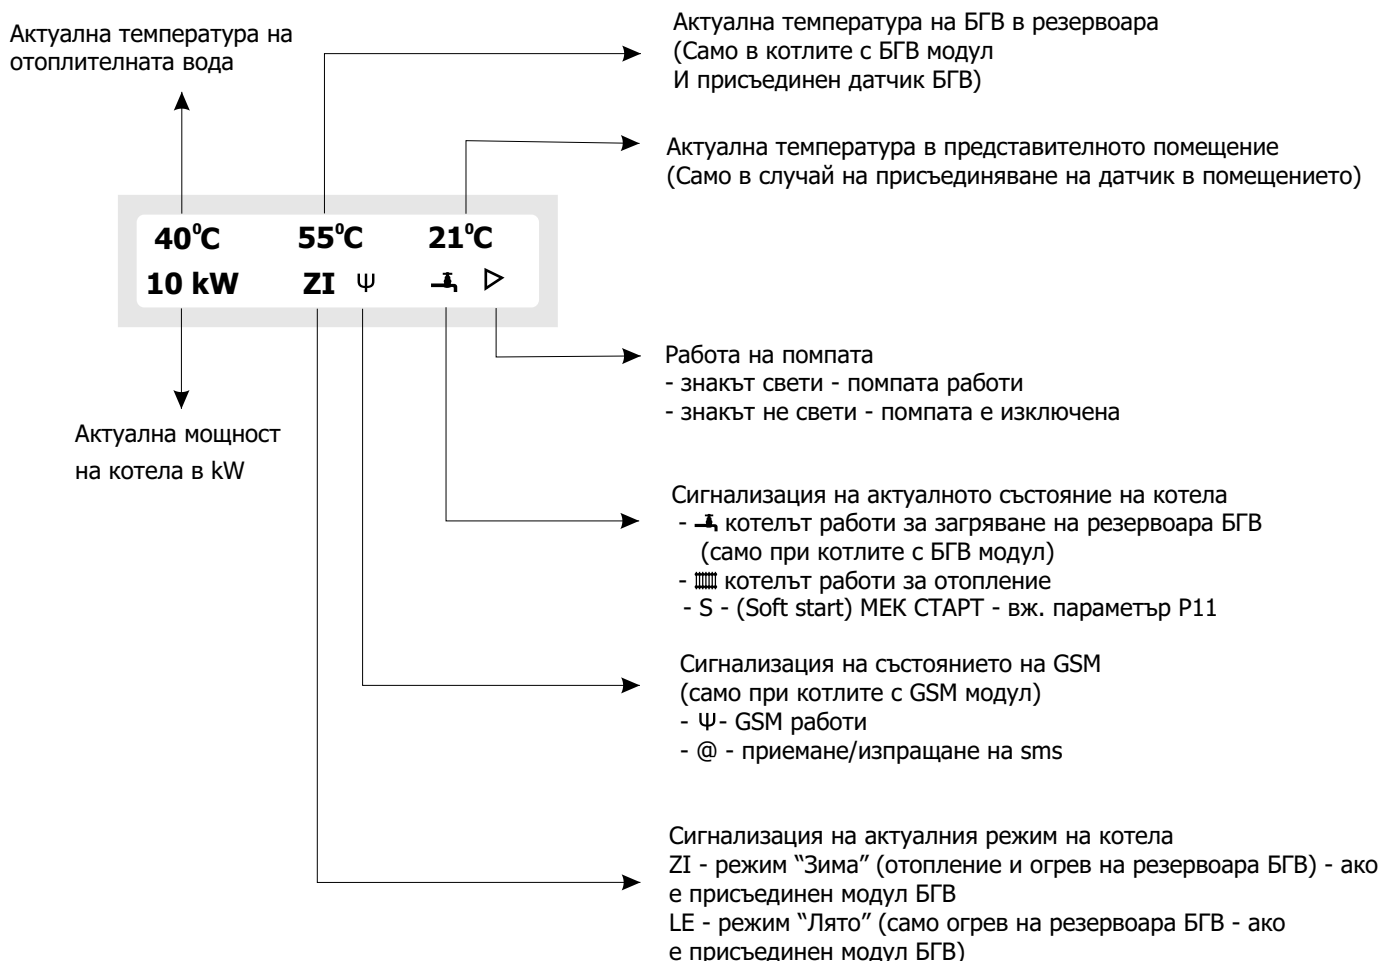 Актуална температура на
отоплителната вода
Актуална температура на БГВ в резервоара
(Само в котлите с БГВ модул
И присъединен датчик БГВ)
Актуална температура в представителното помещение
(Само в случай на присъединяване на датчик в помещението)
40⁰C 55⁰C 21⁰C
10 kW ZI Ψ
Работа на помпата
- знакът свети - помпата работи
- знакът не свети - помпата е изключена
Актуална мощност
на котела в kW
Сигнализация на актуалното състояние на котела
- котелът работи за загряване на резервоара БГВ
(само при котлите с БГВ модул)
- котелът работи за отопление
- S - (Soft start) МЕК СТАРТ - вж. параметър P11
Сигнализация на състоянието на GSM
(само при котлите с GSM модул)
- Ψ- GSM работи
- @ - приемане/изпращане на sms
Сигнализация на актуалния режим на котела
ZI - режим “Зима” (отопление и огрев на резервоара БГВ) - ако
е присъединен модул БГВ
LE - режим “Лято” (само огрев на резервоара БГВ - ако
е присъединен модул БГВ)